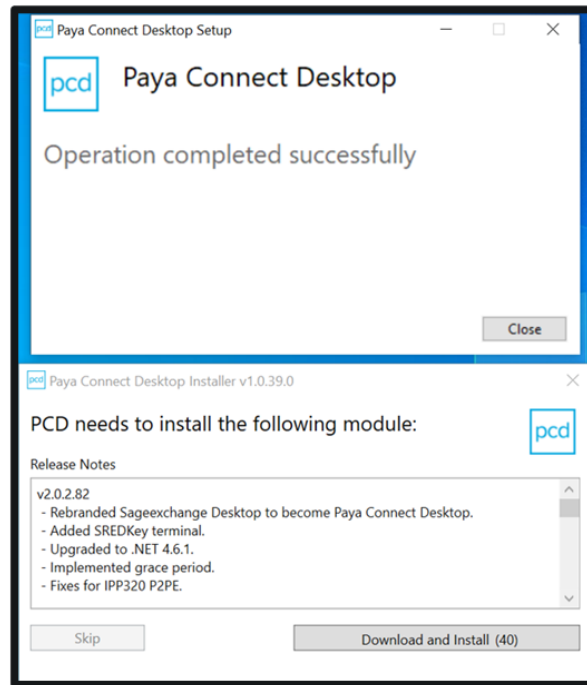 pcd Paya Connect Desktop Setup
pcd Paya Connect Desktop
Operation completed successfully
Close
pcd Paya Connect Desktop Installer v1.0.39.0
PCD needs to install the following module:
pcd
Release Notes
v2.0.2.82
- Rebranded Sageexchange Desktop to become Paya Connect Desktop.
- Added SREDKey terminal.
- Upgraded to .NET 4.6.1.
- Implemented grace period.
- Fixes for IPP320 P2PE.
Skip
Download and Install (40)